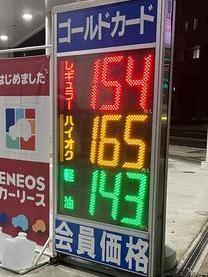 ゴールドカード
レギュラー 154
ハイオク 165
軽油 143
会員価格
はじめました
ENEOS
カーリース